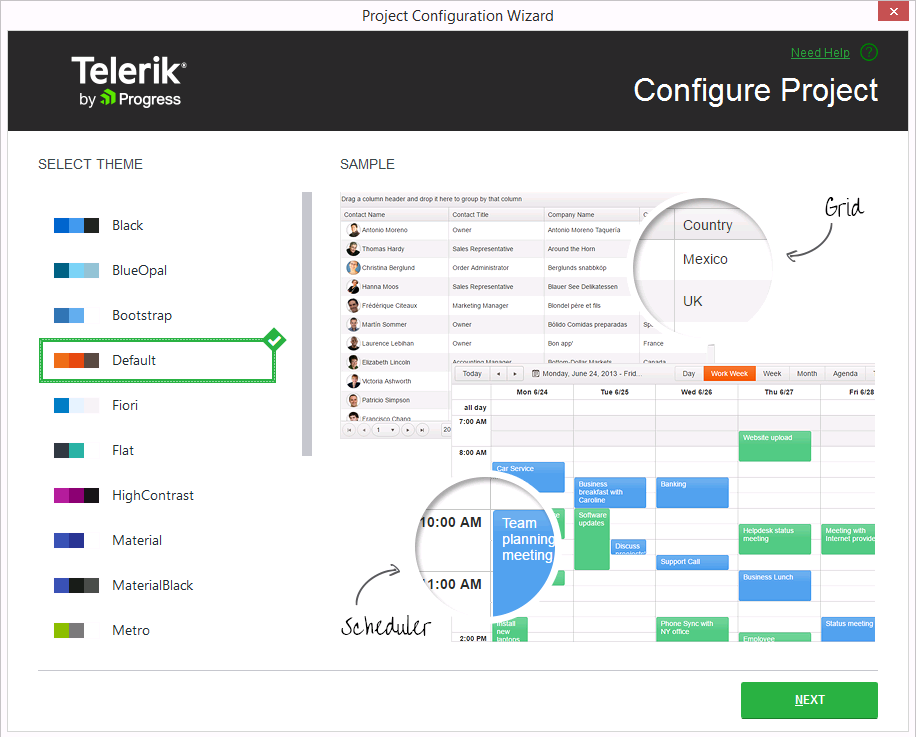 Project Configuration Wizard
Telerik
by Progress
Need Help ?
Configure Project
SELECT THEME
Black
BlueOpal
Bootstrap
Default
Fiori
Flat
HighContrast
Material
MaterialBlack
Metro
SAMPLE
Drag a column header and drop it here to group by that column
Contact Name Contact Title Company Name
Antonio Moreno Owner Antonio Moreno Taquería
Thomas Hardy Sales Representative Around the Horn
Christina Berglund Order Administrator Berglunds snabbköp
Hanna Moos Sales Representative Blauer See Delikatessen
Frédérique Citeaux Marketing Manager Blondel père et fils
Martín Sommer Owner Bólido Comidas preparadas
Laurence Lebihan Owner Bon app' France
Elizabeth Lincoln Accounting Manager Bottom-Dollar Markets Canada
Victoria Ashworth
Patricio Simpson
Francisco Chang
1 20
Country
Mexico
UK
Grid
Today Monday, June 24, 2013 - Frid... Day Work Week Week Month Agenda
Mon 6/24 Tue 6/25 Wed 6/26 Thu 6/27 Fri 6/28
all day
7:00 AM
8:00 AM
Website upload
Car Service
Business
breakfast with
Caroline
Banking
Software
updates
Discuss
Helpdesk status
meeting
Meeting with
Internet provide
Support Call
Business Lunch
10:00 AM
Team
planning
meeting
11:00 AM
Scheduler
Install
new
laptops
2:00 PM
Phone Sync with
NY office
Employee
Status meeting
NEXT